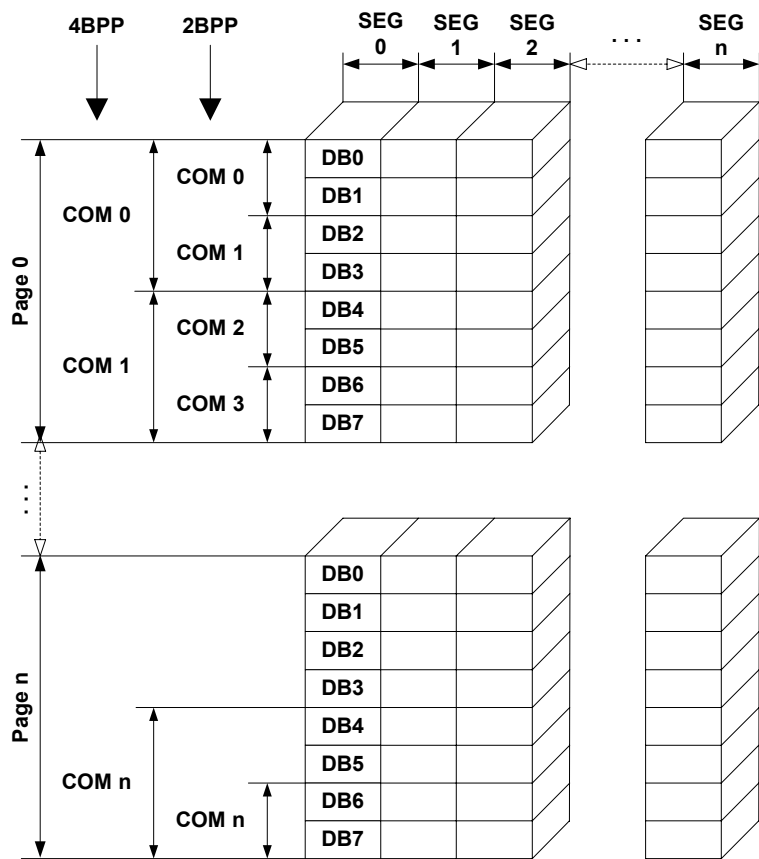 4BPP 2BPP SEG 0 SEG 1 SEG 2 . . . SEG n
Page 0
COM 0
COM 1
COM 0
COM 1
COM 2
COM 3
DB0
DB1
DB2
DB3
DB4
DB5
DB6
DB7
. . .
Page n
COM n
COM n
DB0
DB1
DB2
DB3
DB4
DB5
DB6
DB7